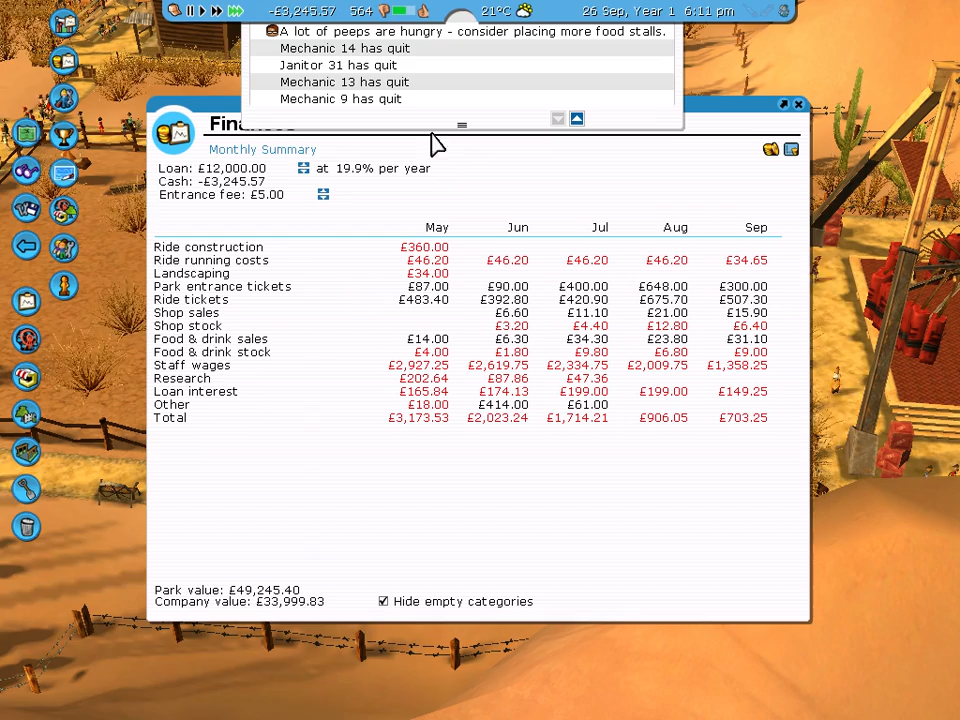 -£3,245.57 564 21°C 26 Sep, Year 1 6:11 pm
A lot of peeps are hungry - consider placing more food stalls.
Mechanic 14 has quit
Janitor 31 has quit
Mechanic 13 has quit
Mechanic 9 has quit
Finances
Monthly Summary
Loan: £12,000.00 at 19.9% per year
Cash: -£3,245.57
Entrance fee: £5.00
May Jun Jul Aug Sep
Ride construction £360.00
Ride running costs £46.20 £46.20 £46.20 £46.20 £34.65
Landscaping £34.00
Park entrance tickets £87.00 £90.00 £400.00 £648.00 £300.00
Ride tickets £483.40 £392.80 £420.90 £675.70 £507.30
Shop sales £6.60 £11.10 £21.00 £15.90
Shop stock £3.20 £4.40 £12.80 £6.40
Food & drink sales £14.00 £6.30 £34.30 £23.80 £31.10
Food & drink stock £4.00 £1.80 £9.80 £6.80 £9.00
Staff wages £2,927.25 £2,619.75 £2,334.75 £2,009.75 £1,358.25
Research £202.64 £87.86 £47.36
Loan interest £165.84 £174.13 £199.00 £199.00 £149.25
Other £18.00 £414.00 £61.00
Total £3,173.53 £2,023.24 £1,714.21 £906.05 £703.25
Park value: £49,245.40
Company value: £33,999.83 Hide empty categories